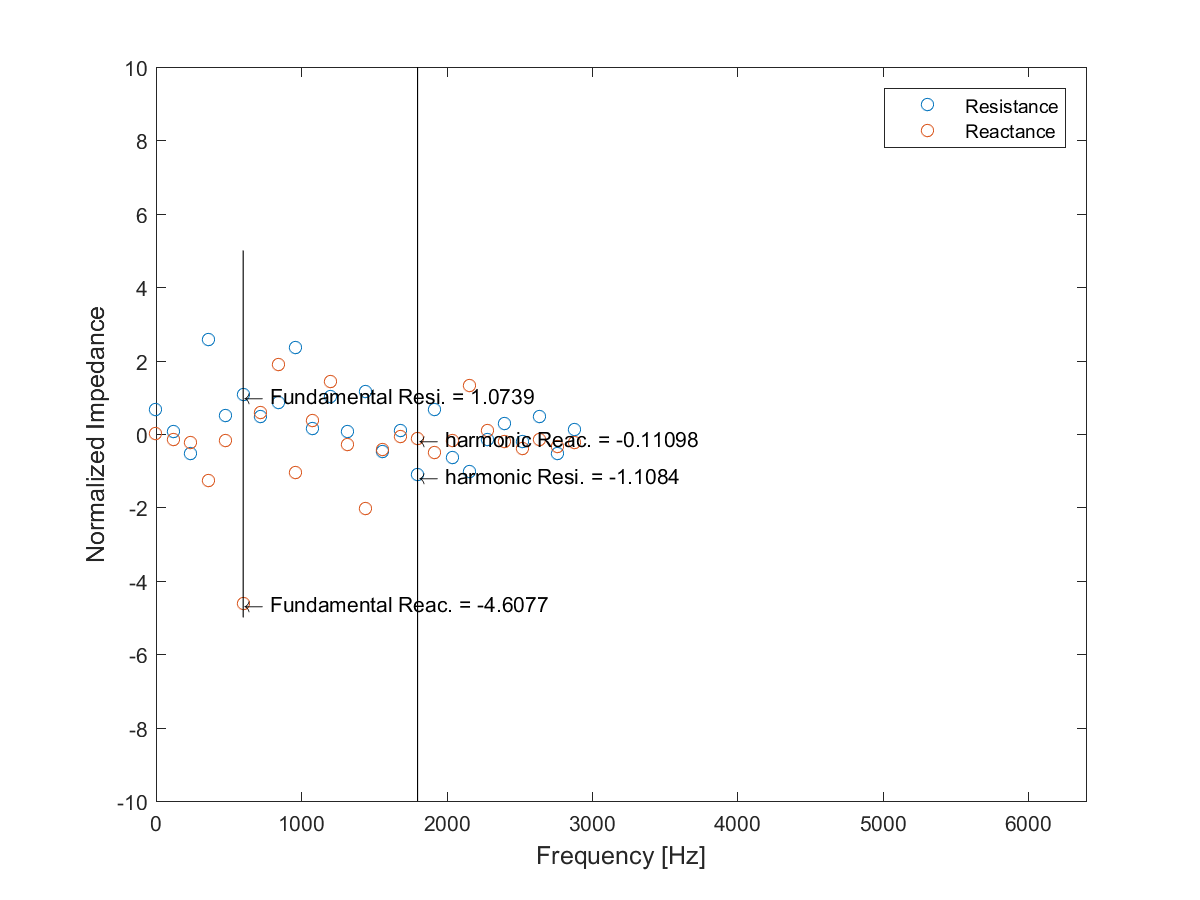 10
8
6
4
2
0
-2
-4
-6
-8
-10
Normalized Impedance
Resistance
Reactance
Fundamental Resi. = 1.0739
harmonic Reac. = -0.11098
harmonic Resi. = -1.1084
Fundamental Reac. = -4.6077
0 1000 2000 3000 4000 5000 6000
Frequency [Hz]